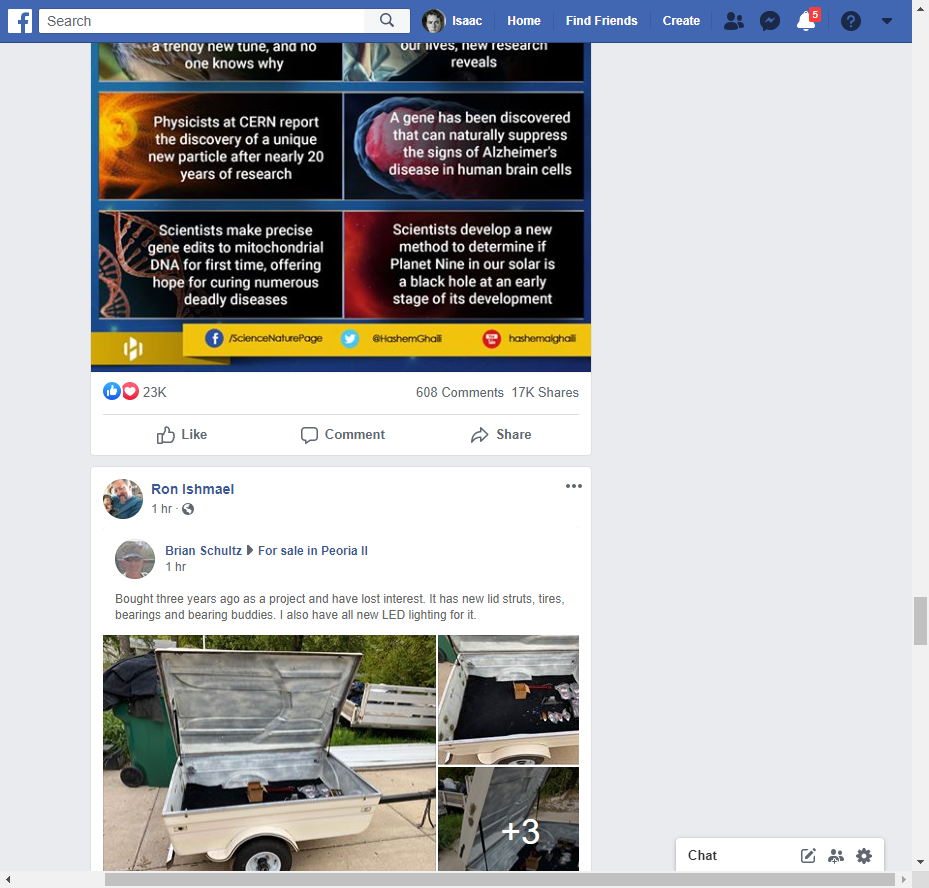 Search
Isaac
Home
Find Friends
Create
5
a trendy new tune, and no
one knows why
our lives, new research
reveals
Physicists at CERN report
the discovery of a unique
new particle after nearly 20
years of research
A gene has been discovered
that can naturally suppress
the signs of Alzheimer's
disease in human brain cells
Scientists make precise
gene edits to mitochondrial
DNA for first time, offering
hope for curing numerous
deadly diseases
Scientists develop a new
method to determine if
Planet Nine in our solar is
a black hole at an early
stage of its development
/ScienceNaturePage
@HashemGhaili
hashemalghaili
23K
608 Comments 17K Shares
Like
Comment
Share
Ron Ishmael
1 hr ·
Brian Schultz
For sale in Peoria Il
1 hr
Bought three years ago as a project and have lost interest. It has new lid struts, tires,
bearings and bearing buddies. I also have all new LED lighting for it.
+3
Chat